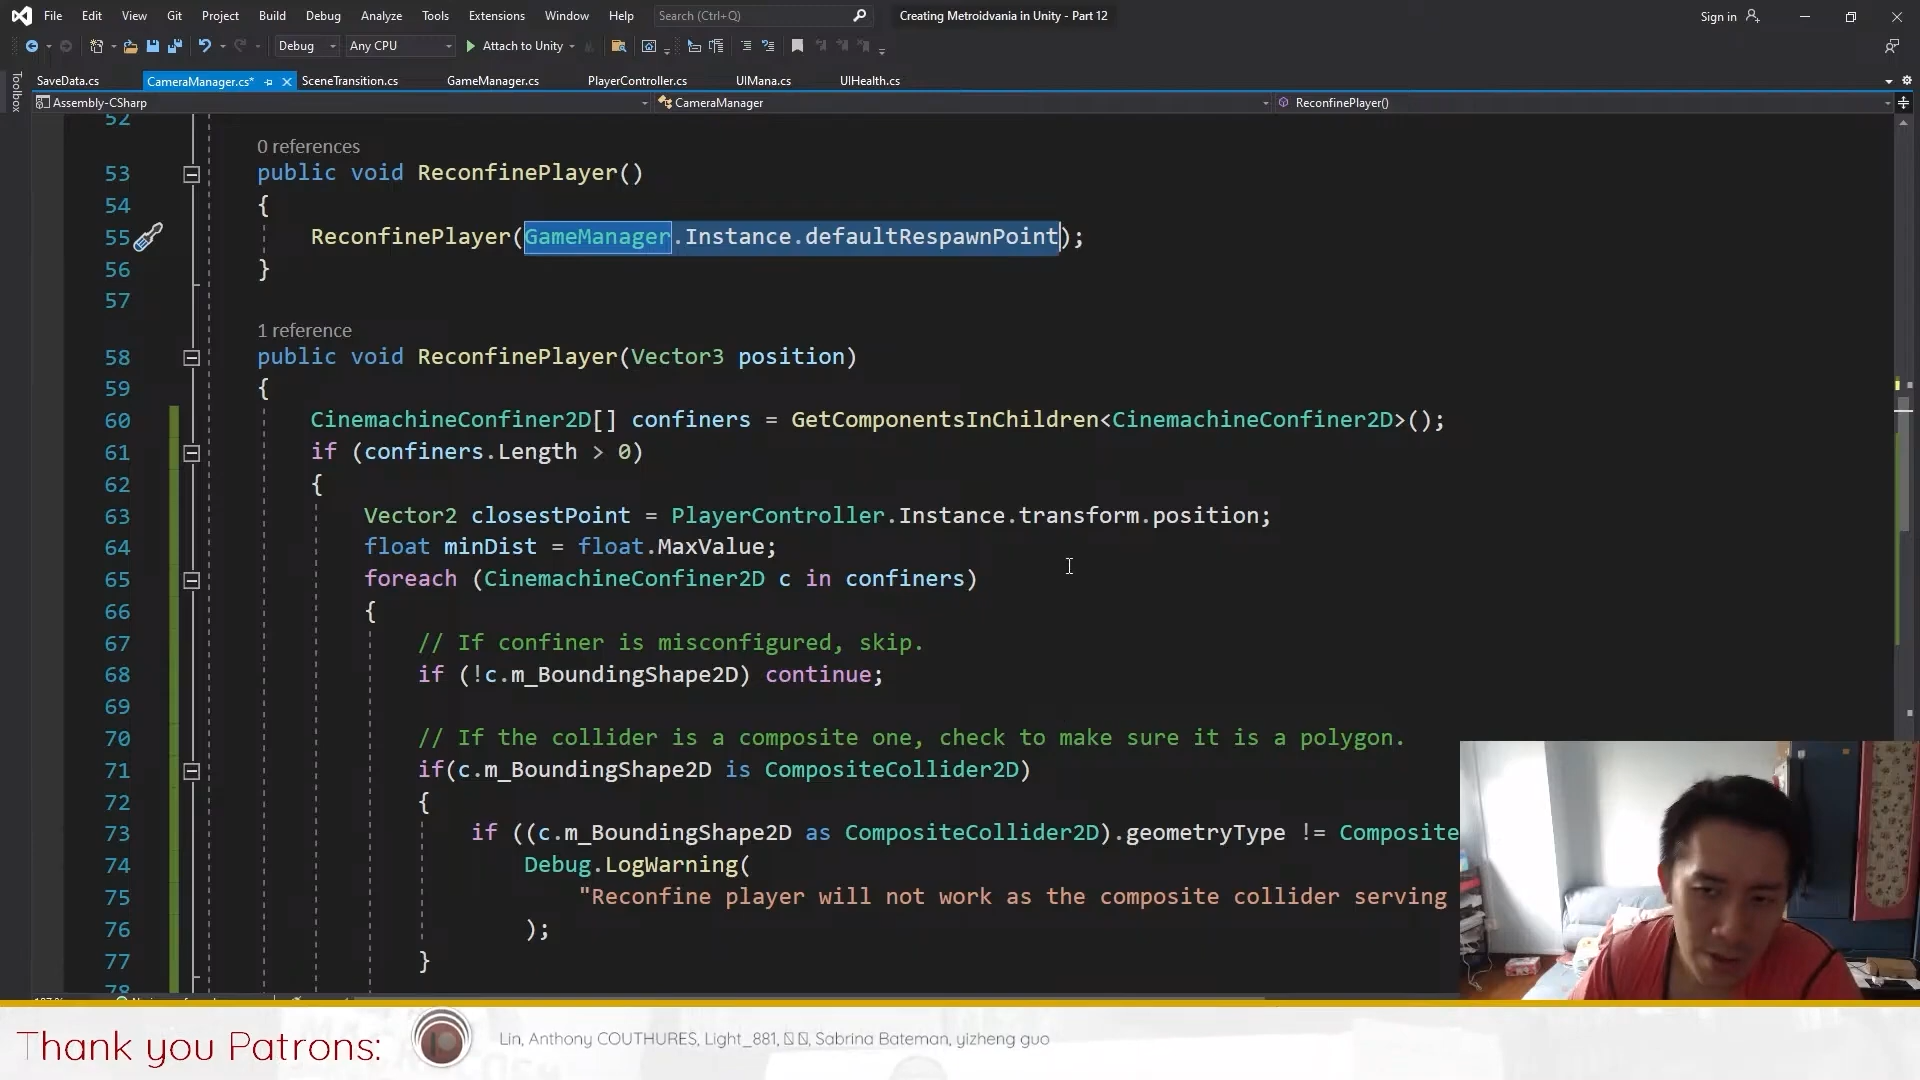 File Edit View Git Project Build Debug Analyze Tools Extensions Window Help Search (Ctrl+Q) Creating Metroidvania in Unity - Part 12 Sign in
Debug Any CPU Attach to Unity
SaveData.cs CameraManager.cs* SceneTransition.cs GameManager.cs PlayerController.cs UIMana.cs UIHealth.cs
Toolbox
Assembly-CSharp CameraManager ReconfinePlayer()
52
0 references
53 public void ReconfinePlayer()
54 {
55 ReconfinePlayer(GameManager.Instance.defaultRespawnPoint);
56 }
57
1 reference
58 public void ReconfinePlayer(Vector3 position)
59 {
60 CinemachineConfiner2D[] confiners = GetComponentsInChildren<CinemachineConfiner2D>();
61 if (confiners.Length > 0)
62 {
63 Vector2 closestPoint = PlayerController.Instance.transform.position;
64 float minDist = float.MaxValue;
65 foreach (CinemachineConfiner2D c in confiners)
66 {
67 // If confiner is misconfigured, skip.
68 if (!c.m_BoundingShape2D) continue;
69
70 // If the collider is a composite one, check to make sure it is a polygon.
71 if(c.m_BoundingShape2D is CompositeCollider2D)
72 {
73 if ((c.m_BoundingShape2D as CompositeCollider2D).geometryType != Composite
74 Debug.LogWarning(
75 "Reconfine player will not work as the composite collider serving
76 );
77 }
78
Thank you Patrons: Lin, Anthony COUTHURES, Light_881, Sabrina Bateman, yizheng guo